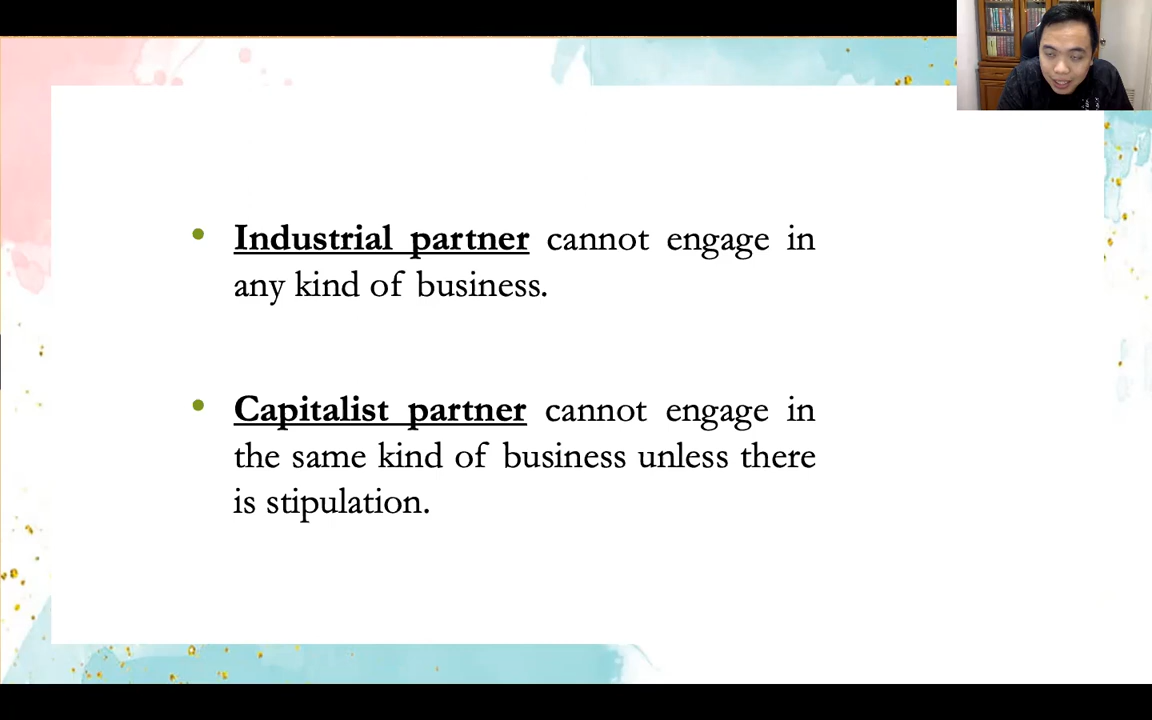 Industrial partner cannot engage in
any kind of business.
Capitalist partner cannot engage in
the same kind of business unless there
is stipulation.